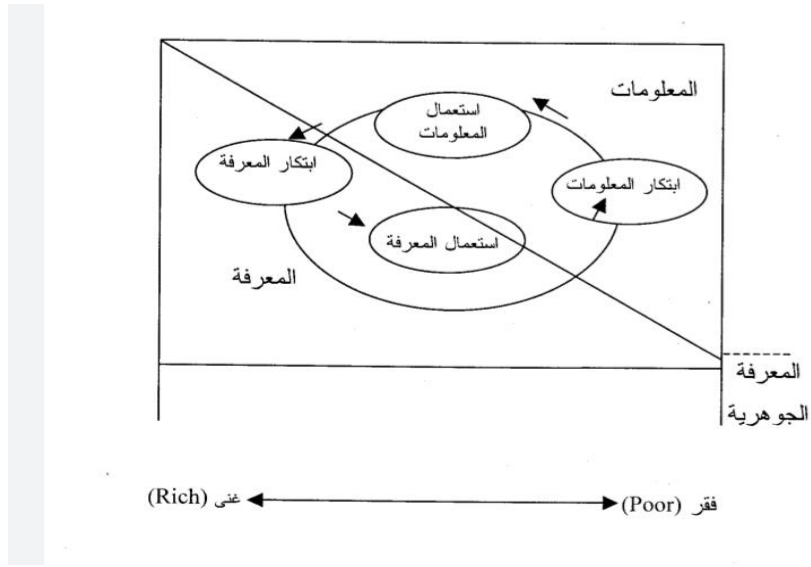 المعلومات
استعمال
المعلومات
ابتكار المعرفة
ابتكار المعلومات
استعمال المعرفة
المعرفة
المعرفة
الجوهرية
فقر (Poor)
غنى (Rich)